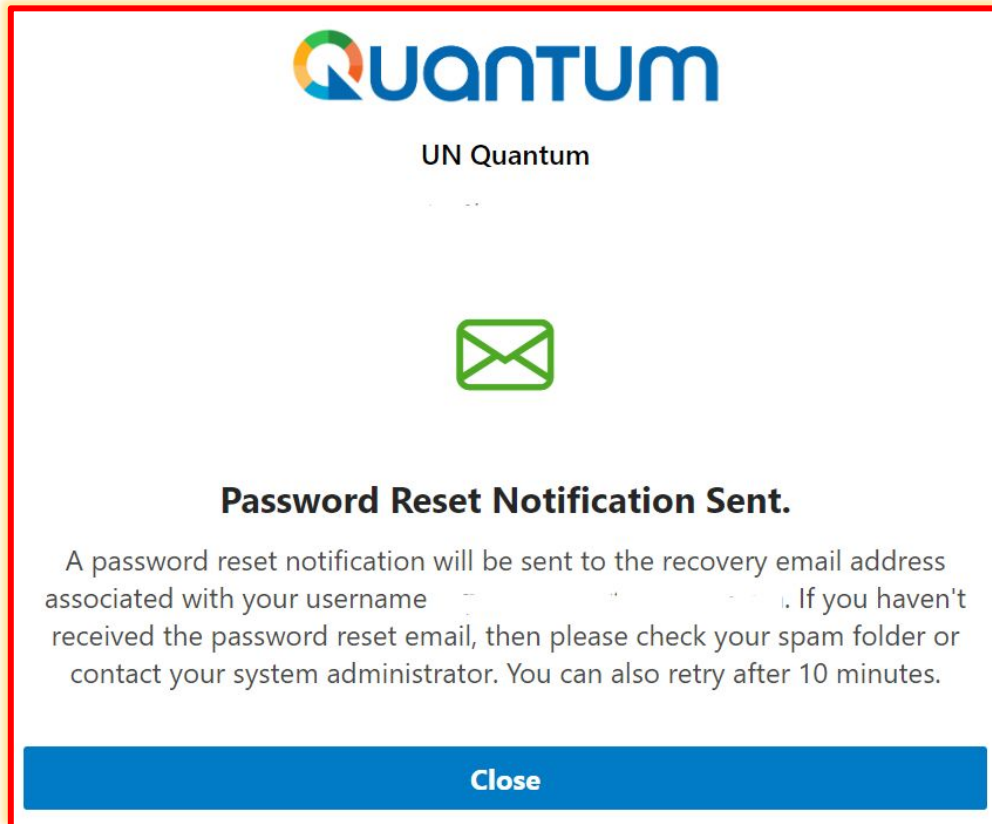 QUANTUM
UN Quantum
Password Reset Notification Sent.
A password reset notification will be sent to the recovery email address
associated with your username . If you haven't
received the password reset email, then please check your spam folder or
contact your system administrator. You can also retry after 10 minutes.
Close